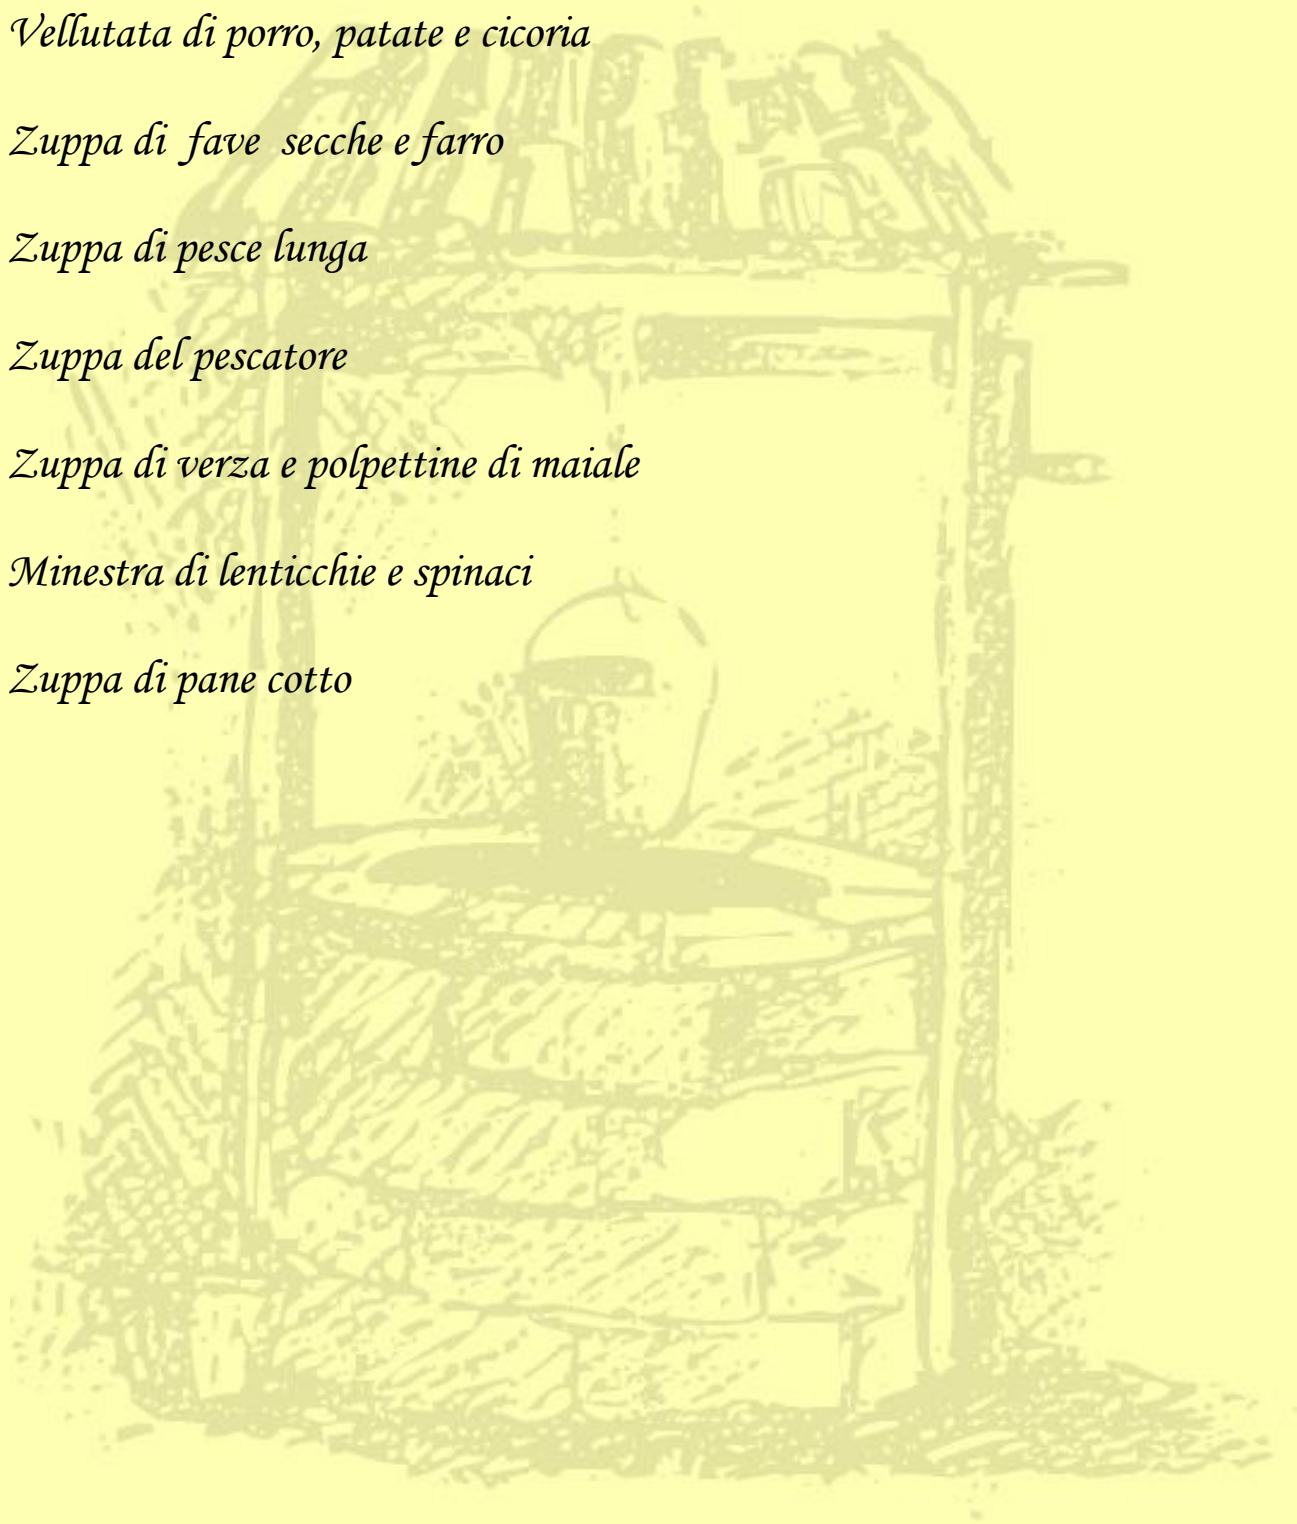 Vellutata di porro, patate e cicoria
Zuppa di fave secche e farro
Zuppa di pesce lunga
Zuppa del pescatore
Zuppa di verza e polpettine di maiale
Minestra di lenticchie e spinaci
Zuppa di pane cotto